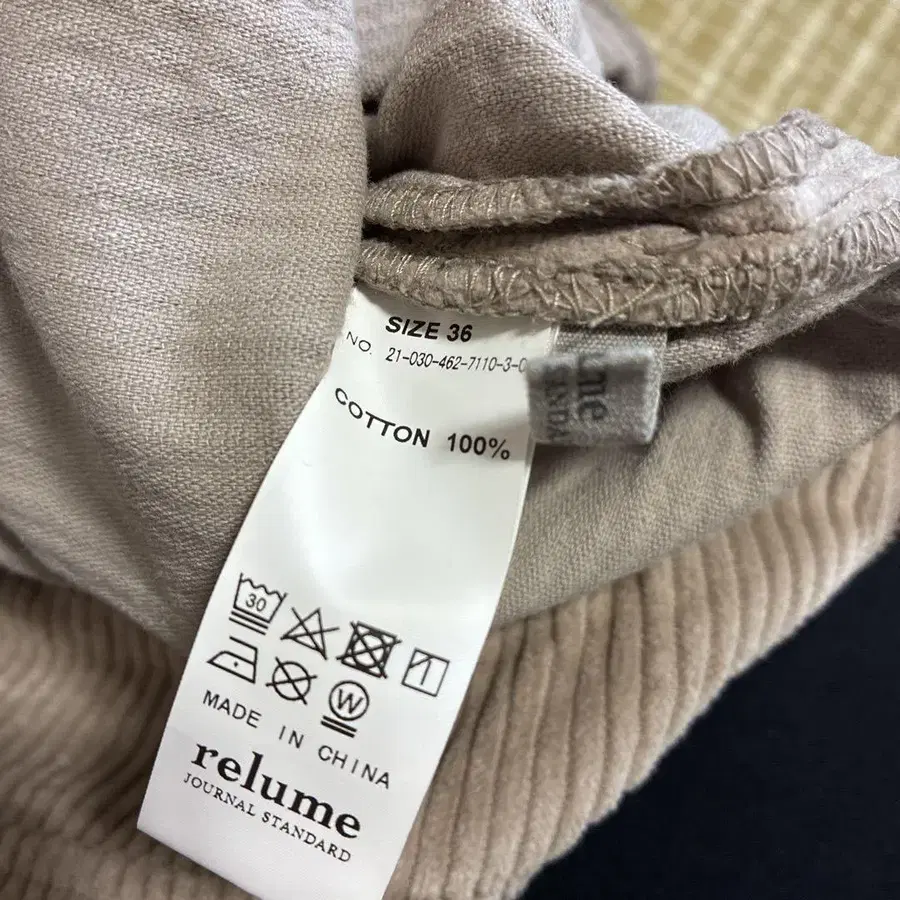 SIZE 36
NO. 21-030-462-7110-3-0
COTTON 100%
30
W
MADE IN CHINA
relume
JOURNAL STANDARD